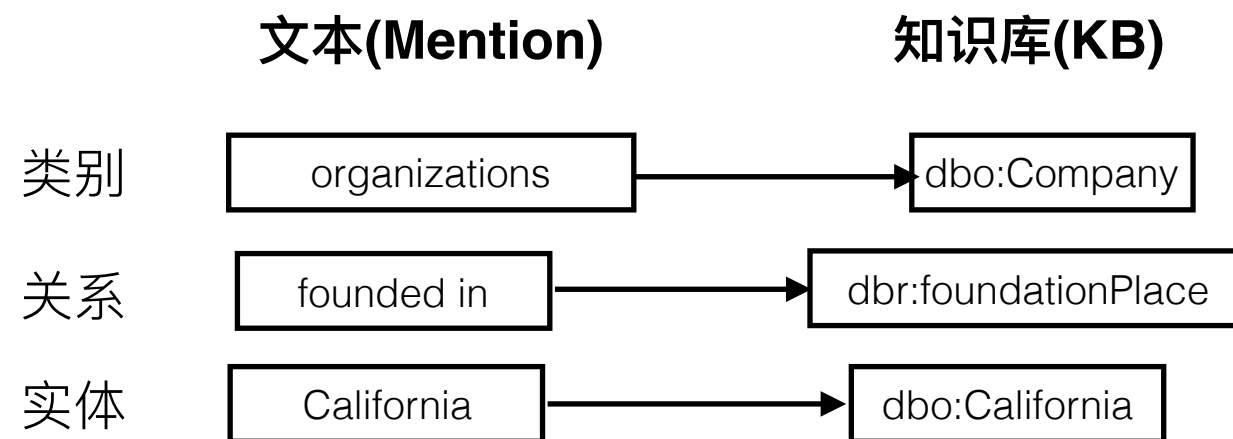 文本(Mention) 知识库(KB)
类别 organizations dbo:Company
关系 founded in dbr:foundationPlace
实体 California dbo:California